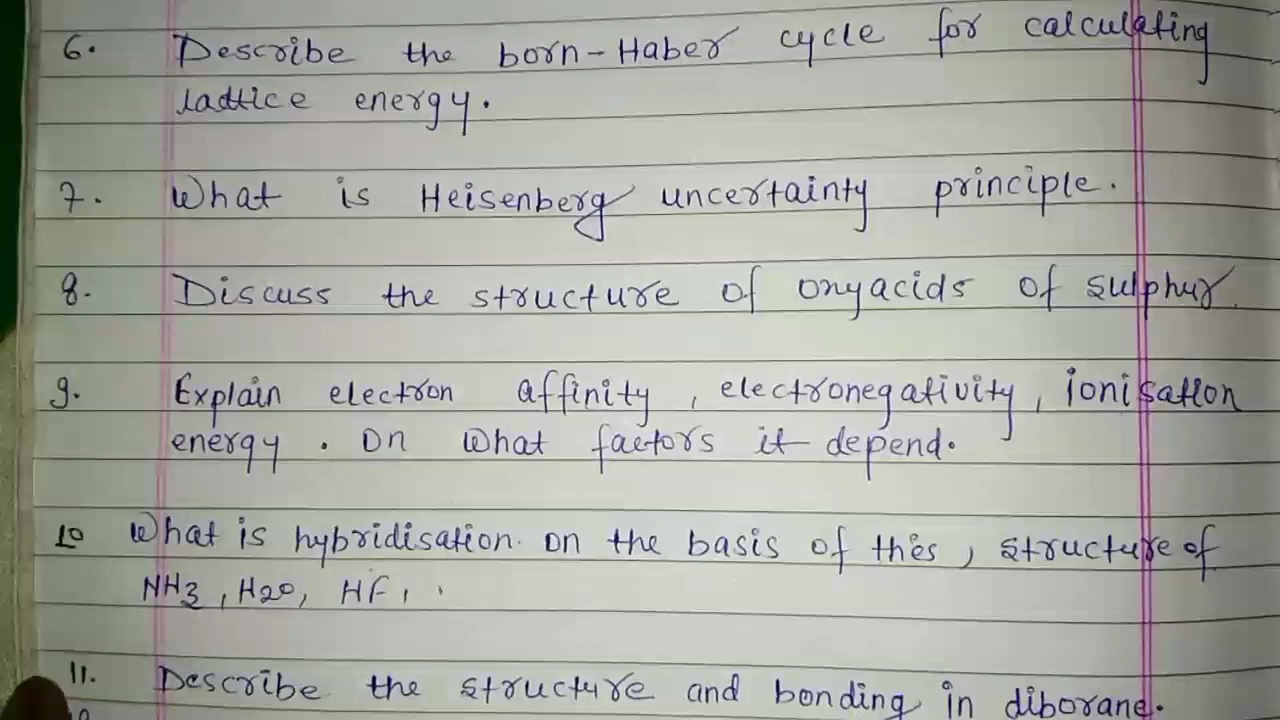 6. Describe the born-Haber cycle for calculating
lattice energy.
7. What is Heisenberg uncertainty principle.
8. Discuss the structure of oxyacids of sulphur.
9. Explain electron affinity, electronegativity, ionisation
energy. On what factors it depend.
10 What is hybridisation. On the basis of this, structure of
NH3, H2O, HF,
11. Describe the structure and bonding in diborane.